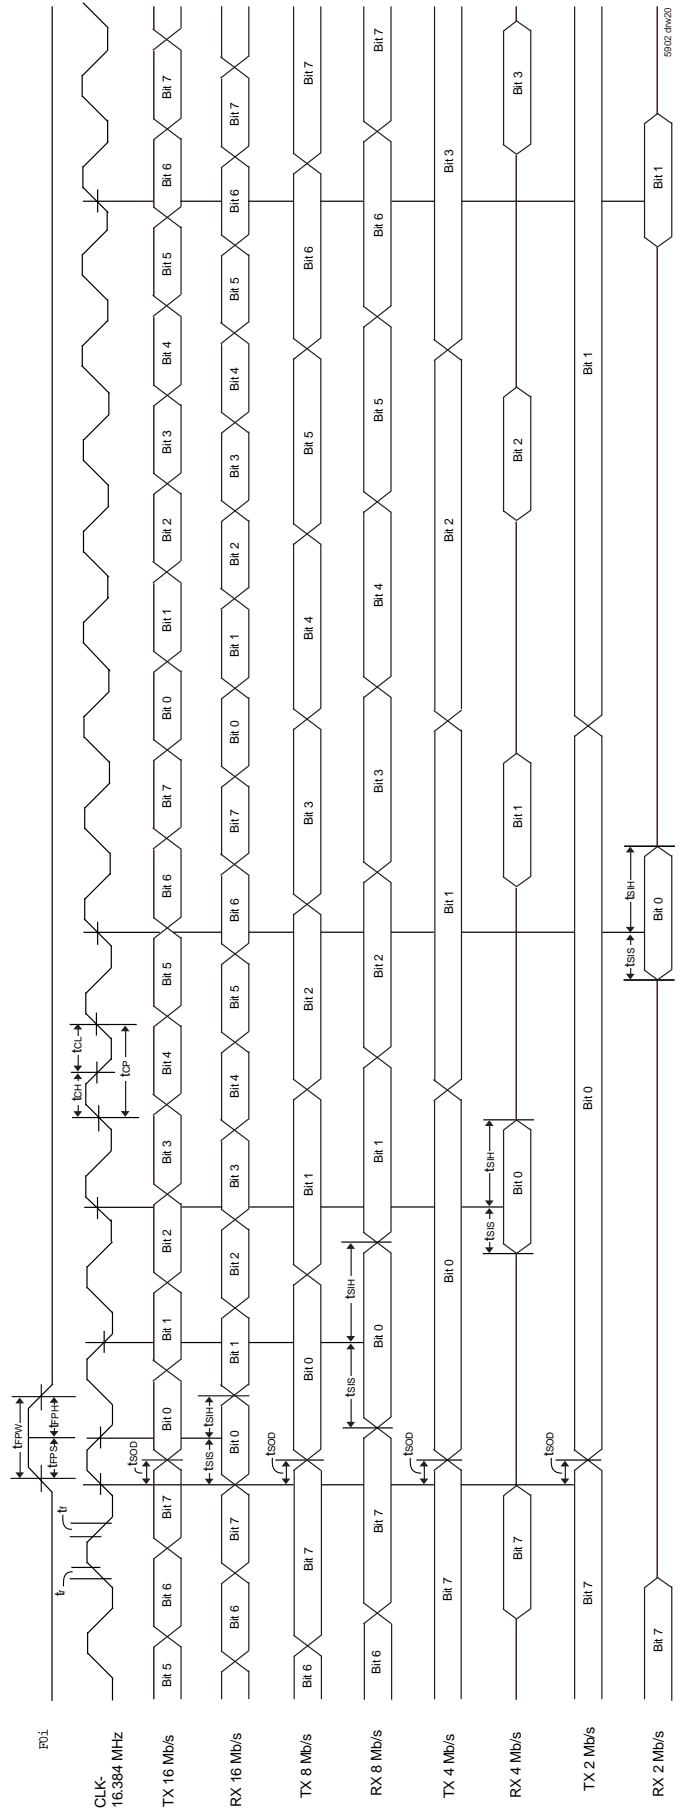 F0i
tFPW
tFPS
tFPH
CLK-
16.384 MHz
tr
tf
tCH
tCL
tCP
TX 16 Mb/s
tSOD
Bit 5
Bit 6
Bit 7
Bit 0
Bit 1
Bit 2
Bit 3
Bit 4
Bit 5
Bit 6
Bit 7
Bit 0
Bit 1
Bit 2
Bit 3
Bit 4
Bit 5
Bit 6
Bit 7
RX 16 Mb/s
tSIS
tSIH
Bit 6
Bit 7
Bit 0
Bit 1
Bit 2
Bit 3
Bit 4
Bit 5
Bit 6
Bit 7
Bit 0
Bit 1
Bit 2
Bit 3
Bit 4
Bit 5
Bit 6
Bit 7
TX 8 Mb/s
tSOD
Bit 6
Bit 7
Bit 0
Bit 1
Bit 2
Bit 3
Bit 4
Bit 5
Bit 6
Bit 7
RX 8 Mb/s
tSIS
tSIH
Bit 6
Bit 7
Bit 0
Bit 1
Bit 2
Bit 3
Bit 4
Bit 5
Bit 6
Bit 7
TX 4 Mb/s
tSOD
Bit 7
Bit 0
Bit 1
Bit 2
Bit 3
RX 4 Mb/s
tSIS
tSIH
Bit 7
Bit 0
Bit 1
Bit 2
Bit 3
TX 2 Mb/s
tSOD
Bit 7
Bit 0
Bit 1
RX 2 Mb/s
tSIS
tSIH
Bit 7
Bit 0
Bit 1
5902 drw20